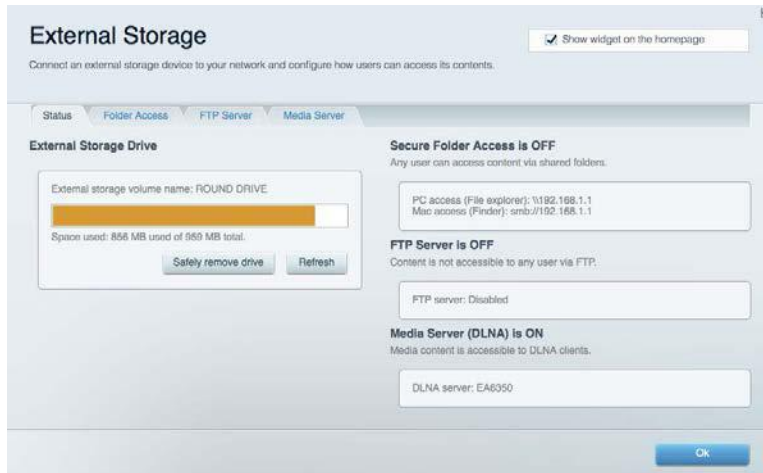 External Storage
Show widget on the homepage
Connect an external storage device to your network and configure how users can access its contents.
Status
Folder Access
FTP Server
Media Server
External Storage Drive
External storage volume name: ROUND DRIVE
Space used: 856 MB used of 959 MB total.
Safely remove drive
Refresh
Secure Folder Access is OFF
Any user can access content via shared folders.
PC access (File explorer): \\192.168.1.1
Mac access (Finder): smb://192.168.1.1
FTP Server is OFF
Content is not accessible to any user via FTP.
FTP server: Disabled
Media Server (DLNA) is ON
Media content is accessible to DLNA clients.
DLNA server: EA6350
Ok